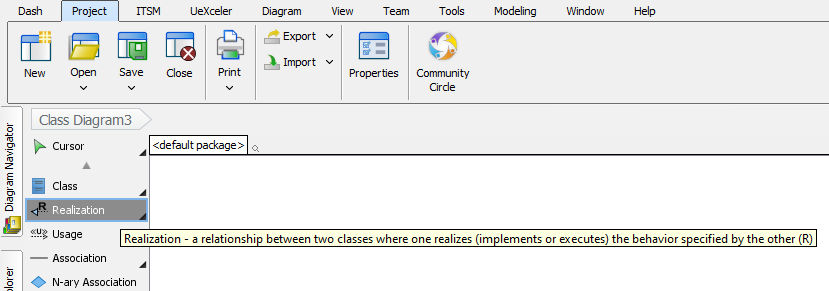 Dash Project ITSM UeXceler Diagram View Team Tools Modeling Window Help
New Open Save Close Print Export Import Properties Community Circle
Class Diagram3
Diagram Navigator
Cursor
<default package>
Class
R Realization
«U» Usage
Realization - a relationship between two classes where one realizes (implements or executes) the behavior specified by the other (R)
Association
plorer
N-ary Association